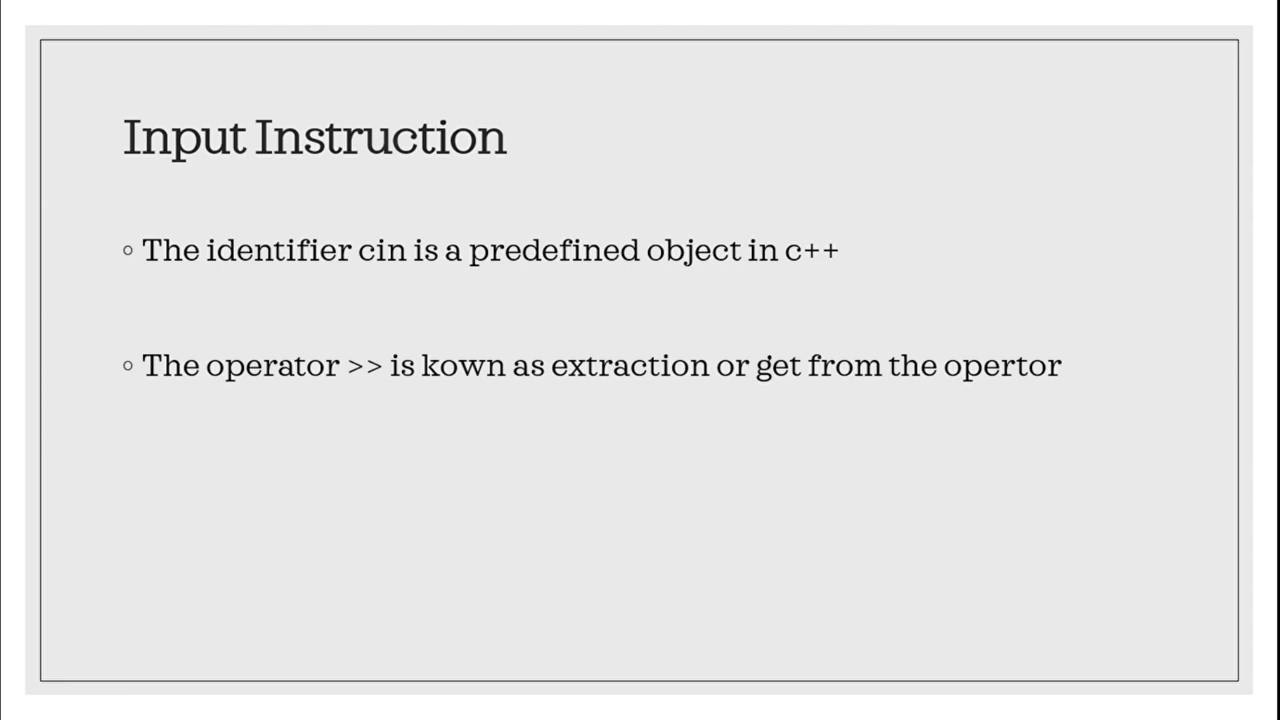 Input Instruction
◦ The identifier cin is a predefined object in c++
◦ The operator >> is kown as extraction or get from the opertor